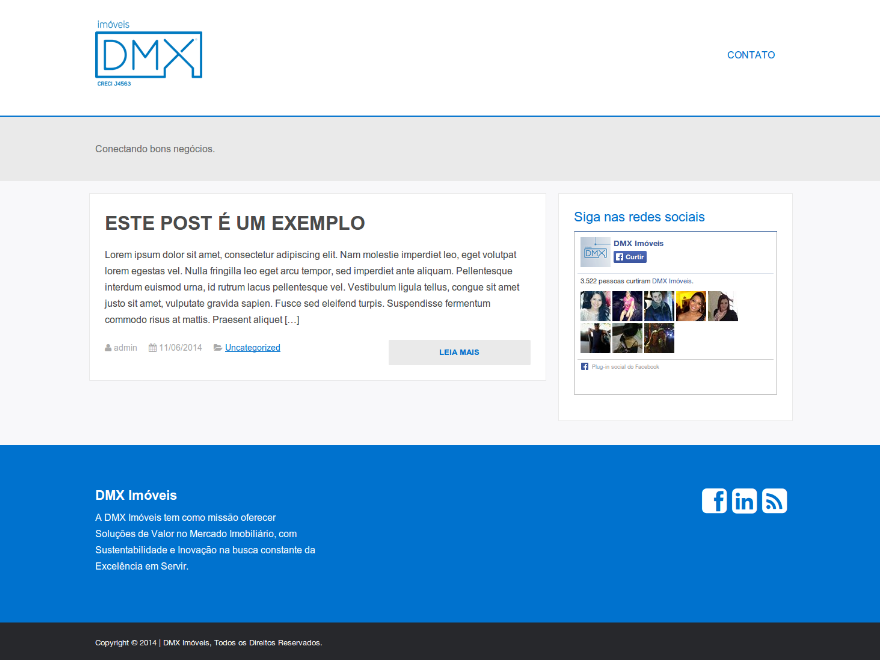 imóveis
DMX
CRECI J4563
CONTATO
Conectando bons negócios.
ESTE POST É UM EXEMPLO
Lorem ipsum dolor sit amet, consectetur adipiscing elit. Nam molestie imperdiet leo, eget volutpat
lorem egestas vel. Nulla fringilla leo eget arcu tempor, sed imperdiet ante aliquam. Pellentesque
interdum euismod urna, id rutrum lacus pellentesque vel. Vestibulum ligula tellus, congue sit amet
justo sit amet, vulputate gravida sapien. Fusce sed eleifend turpis. Suspendisse fermentum
commodo risus at mattis. Praesent aliquet […]
admin 11/06/2014 Uncategorized
LEIA MAIS
Siga nas redes sociais
DMX
DMX Imóveis
Curtir
3.522 pessoas curtiram DMX Imóveis.
Plug-in social do Facebook
DMX Imóveis
A DMX Imóveis tem como missão oferecer
Soluções de Valor no Mercado Imobiliário, com
Sustentabilidade e Inovação na busca constante da
Excelência em Servir.
Copyright © 2014 | DMX Imóveis, Todos os Direitos Reservados.